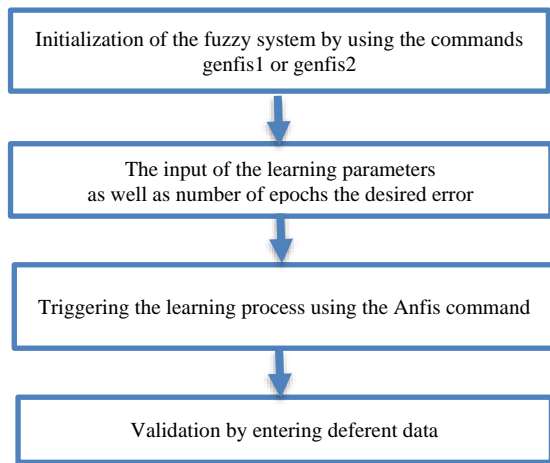 Initialization of the fuzzy system by using the commands
genfis1 or genfis2
The input of the learning parameters
as well as number of epochs the desired error
Triggering the learning process using the Anfis command
Validation by entering deferent data